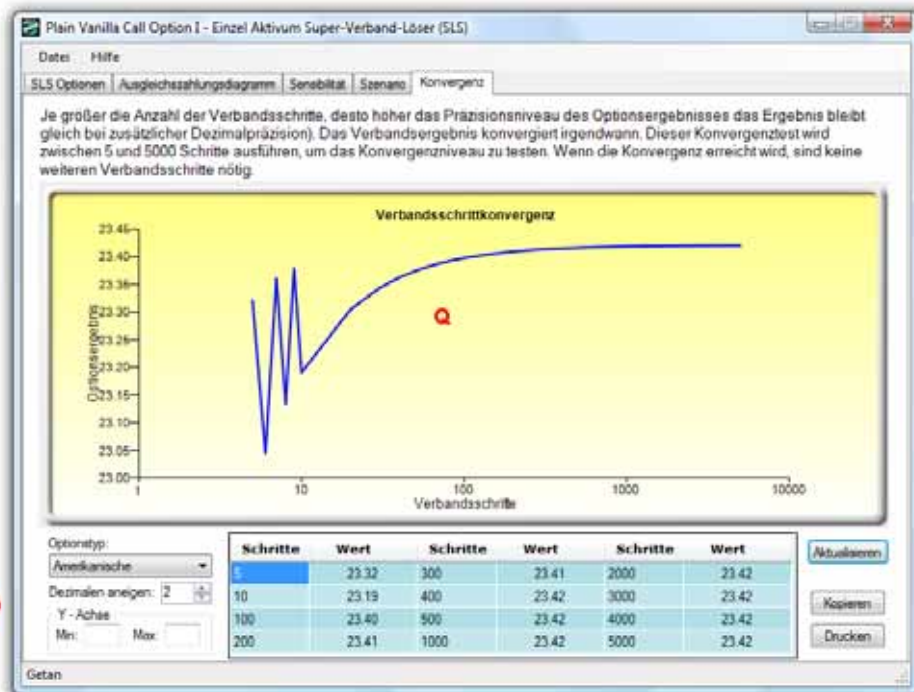 Plain Vanilla Call Option I - Einzel Aktivum Super-Verband-Löser (SLS)
Datei Hilfe
SLS Optionen Ausgleichszahlungsdiagramm Sensibilität Szenario Konvergenz
Je größer die Anzahl der Verbandschritte, desto höher das Präzisionsniveau des Optionsergebnisses das Ergebnis bleibt
gleich bei zusätzlicher Dezimalpräzision). Das Verbandsergebnis konvergiert irgendwann. Dieser Konvergenztest wird
zwischen 5 und 5000 Schritte ausführen, um das Konvergenzniveau zu testen. Wenn die Konvergenz erreicht wird, sind keine
weiteren Verbandsschritte nötig.
Verbandsschrittkonvergenz
23.45
23.40
23.35
23.30
23.25
23.20
23.15
23.10
23.05
23.00
Optionsergebnis
Q
1 10 100 1000 10000
Verbandsschritte
Optionstyp:
Amerikanische
Dezimalen aneigen: 2
Y - Achse
Min: Max:
Schritte Wert Schritte Wert Schritte Wert
5 23.32 300 23.41 2000 23.42
10 23.19 400 23.42 3000 23.42
100 23.40 500 23.42 4000 23.42
200 23.41 1000 23.42 5000 23.42
Aktualisieren
Kopieren
Drucken
Getan